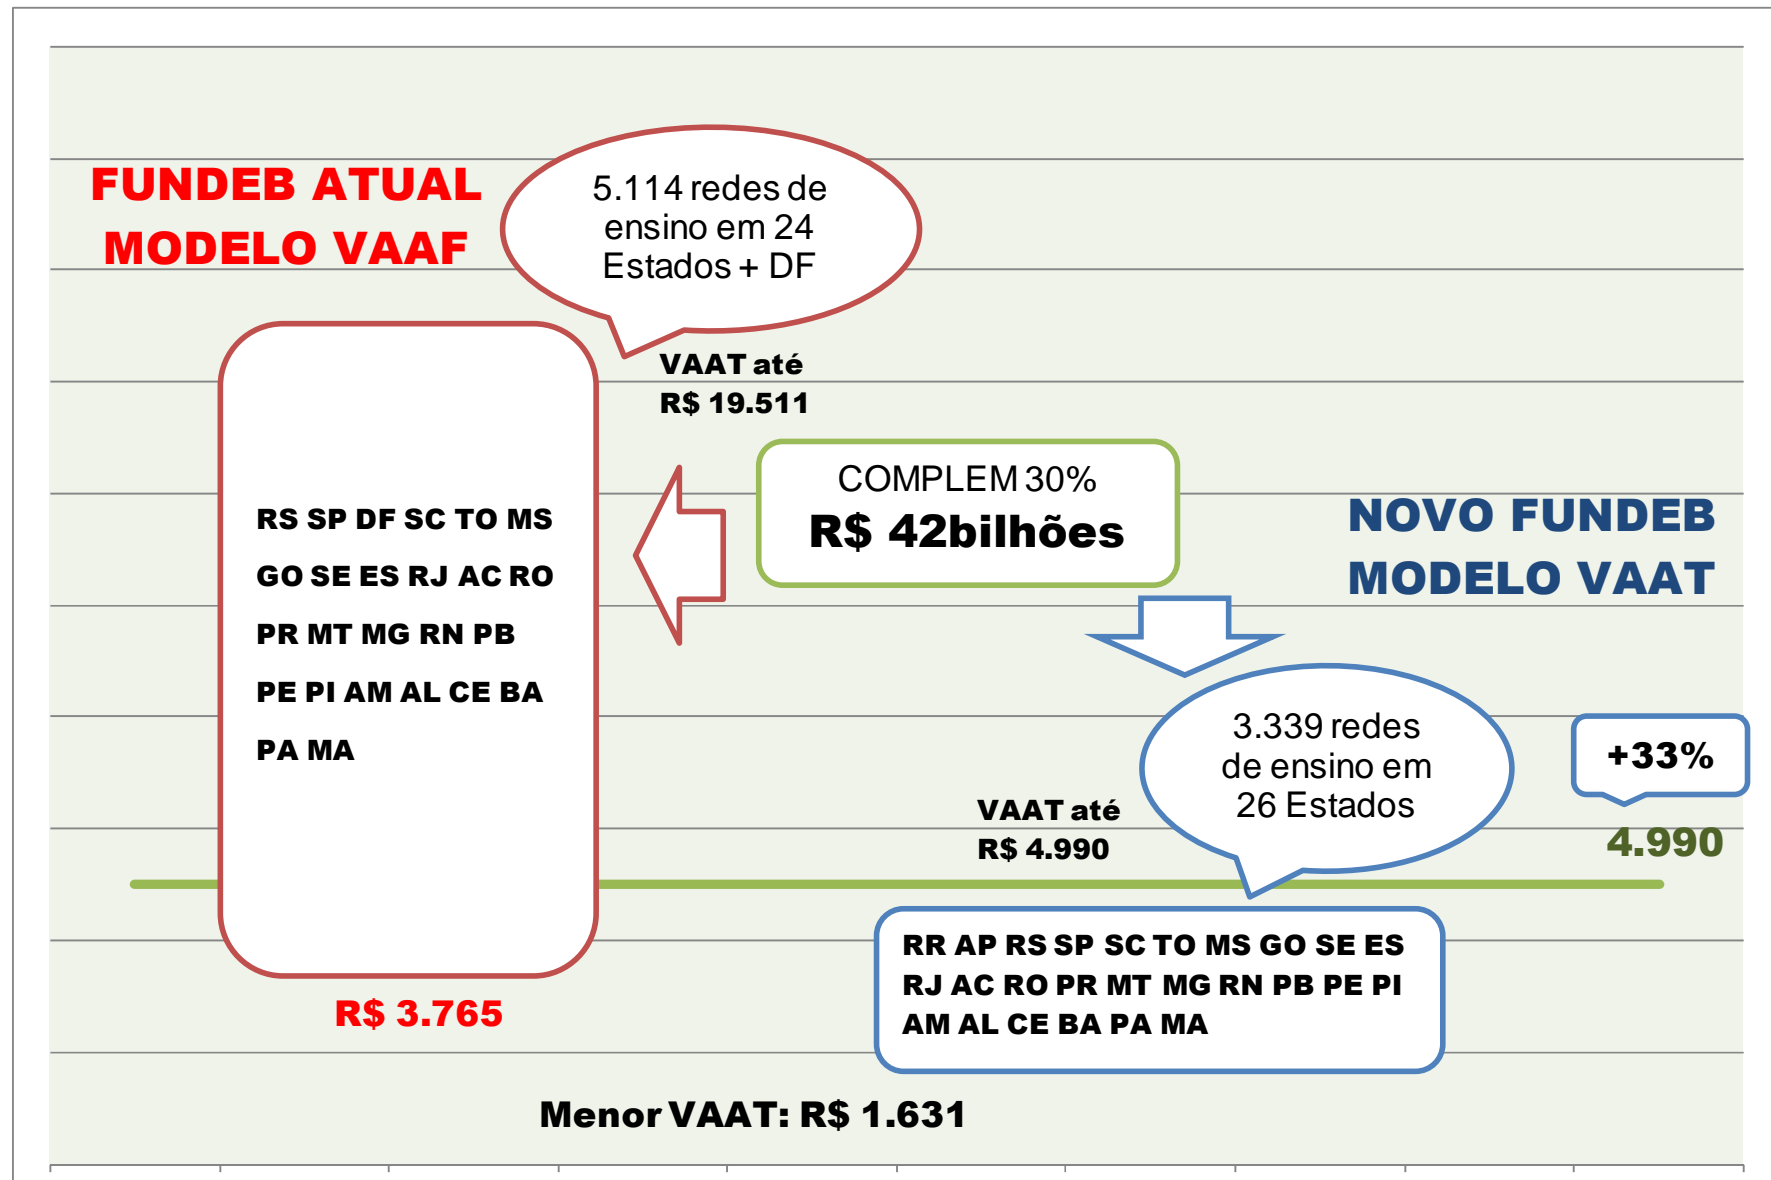 FUNDEB ATUAL
MODELO VAAF
5.114 redes de
ensino em 24
Estados + DF
VAAT até
R$ 19.511
RS SP DF SC TO MS
GO SE ES RJ AC RO
PR MT MG RN PB
PE PI AM AL CE BA
PA MA
R$ 3.765
COMPLEM 30%
R$ 42bilhões
NOVO FUNDEB
MODELO VAAT
3.339 redes
de ensino em
26 Estados
+33%
4.990
VAAT até
R$ 4.990
RR AP RS SP SC TO MS GO SE ES
RJ AC RO PR MT MG RN PB PE PI
AM AL CE BA PA MA
Menor VAAT: R$ 1.631